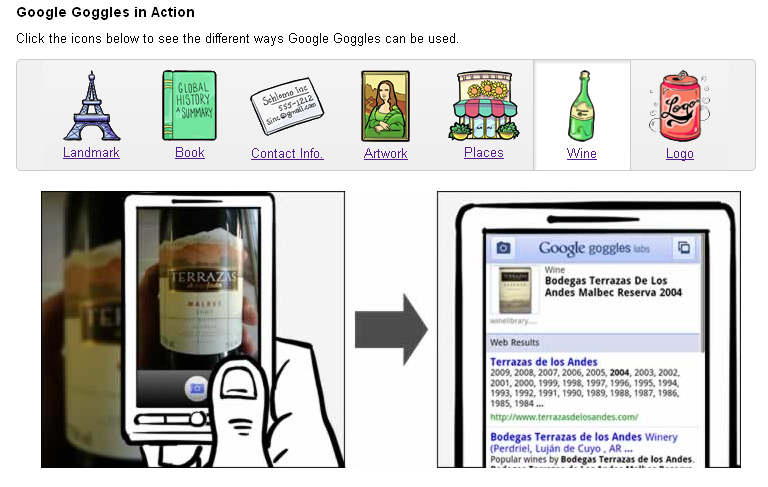 Google Goggles in Action
Click the icons below to see the different ways Google Goggles can be used.
GLOBAL
HISTORY
A
SUMMARY
Schlomo Inc
555-1212
sinc@gmail.com
Logo
Landmark
Book
Contact Info.
Artwork
Places
Wine
Logo
TERRAZAS
de los Andes
MALBEC
Google goggles labs
Wine
Bodegas Terrazas De Los
Andes Malbec Reserva 2004
winelibrary....
Web Results
Terrazas de los Andes
2009, 2008, 2007, 2006, 2005, 2004, 2003, 2002,
2001, 2000, 1999, 1998, 1997, 1996, 1995, 1994,
1993, 1992, 1991, 1990, 1989, 1988, 1987, 1986,
1985, 1984 ...
http://www.terrazasdelosandes.com/
Bodegas Terrazas de los Andes Winery
(Perdriel, Luján de Cuyo , AR ...
Popular wines by Bodegas Terrazas de los Andes.